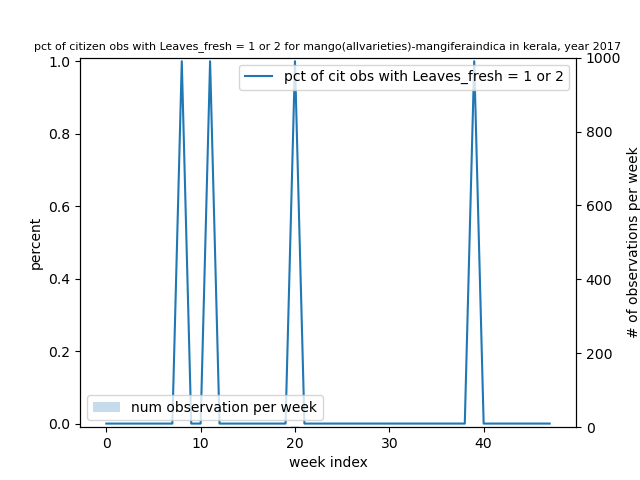 pct of citizen obs with Leaves_fresh = 1 or 2 for mango(allvarieties)-mangiferaindica in kerala, year 2017
pct of cit obs with Leaves_fresh = 1 or 2
1.0
0.8
0.6
0.4
0.2
0.0
percent
1000
800
600
400
200
0
# of observations per week
num observation per week
0 10 20 30 40
week index